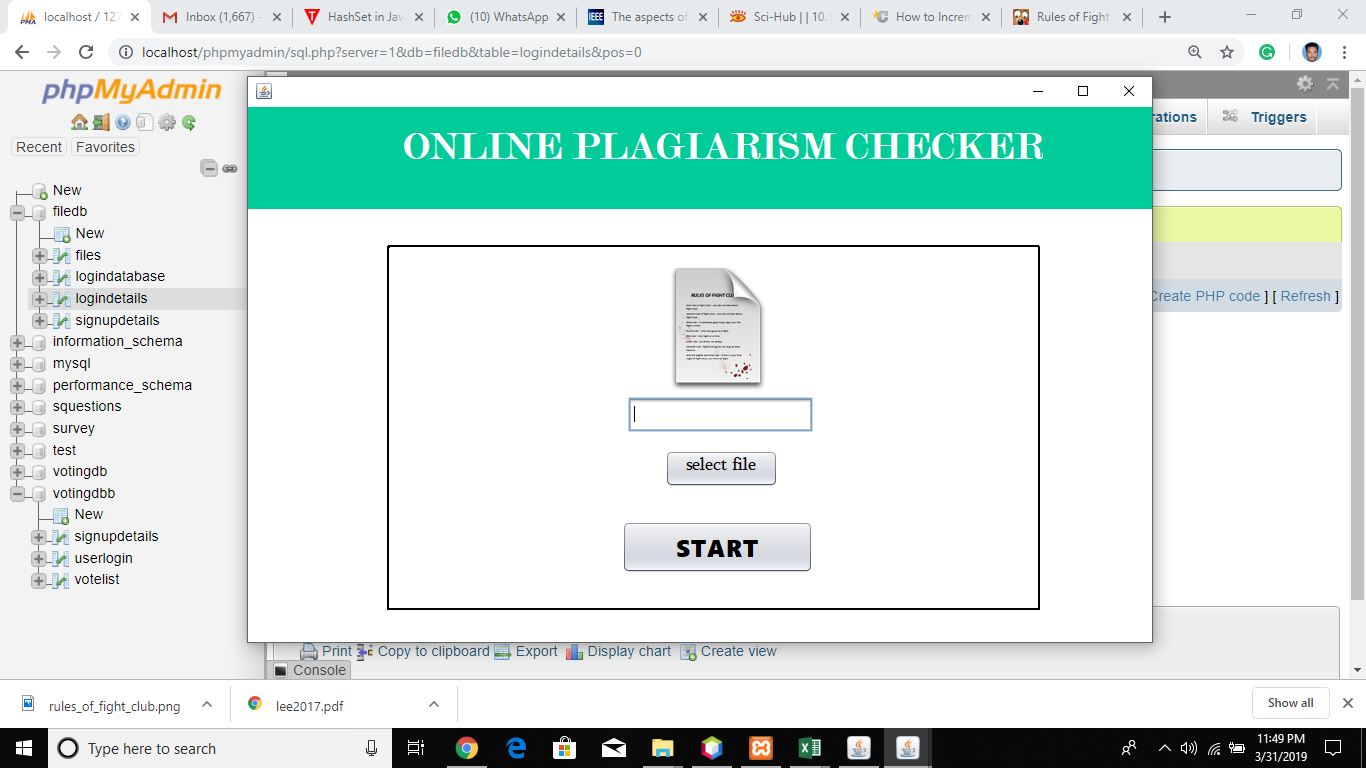 localhost / 127
Inbox (1,667) -
HashSet in Jav
(10) WhatsApp
IEEE
The aspects of
Sci-Hub | | 10.1
How to Increm
Rules of Fight
localhost/phpmyadmin/sql.php?server=1&db=filedb&table=logindetails&pos=0
phpMyAdmin
Recent
Favorites
New
filedb
New
files
logindatabase
logindetails
signupdetails
information_schema
mysql
performance_schema
squestions
survey
test
votingdb
votingdbb
New
signupdetails
userlogin
votelist
rations
Triggers
Create PHP code ] [ Refresh ]
ONLINE PLAGIARISM CHECKER
RULES OF FIGHT CLUB
select file
START
Print
Copy to clipboard
Export
Display chart
Create view
Console
rules_of_fight_club.png
lee2017.pdf
Show all
Type here to search
11:49 PM
3/31/2019